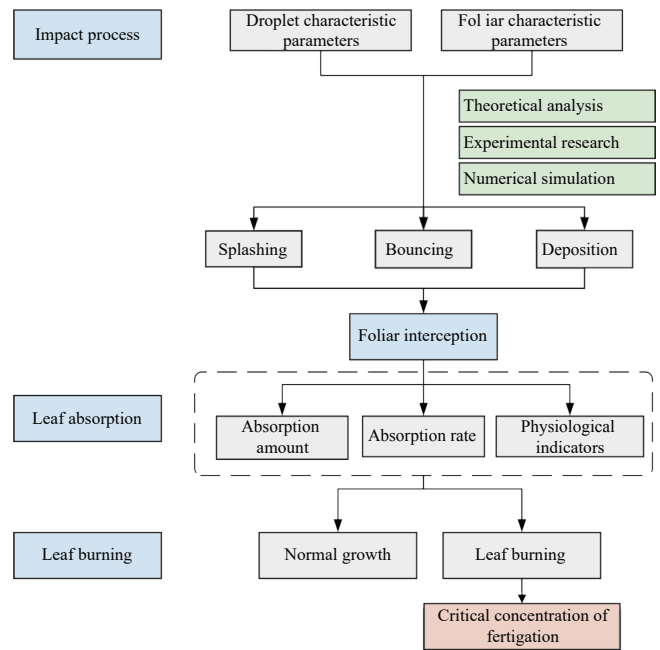 Impact process
Droplet characteristic
parameters
Fol iar characteristic
parameters
Theoretical analysis
Experimental research
Numerical simulation
Splashing
Bouncing
Deposition
Foliar interception
Leaf absorption
Absorption
amount
Absorption rate
Physiological
indicators
Leaf burning
Normal growth
Leaf burning
Critical concentration of
fertigation